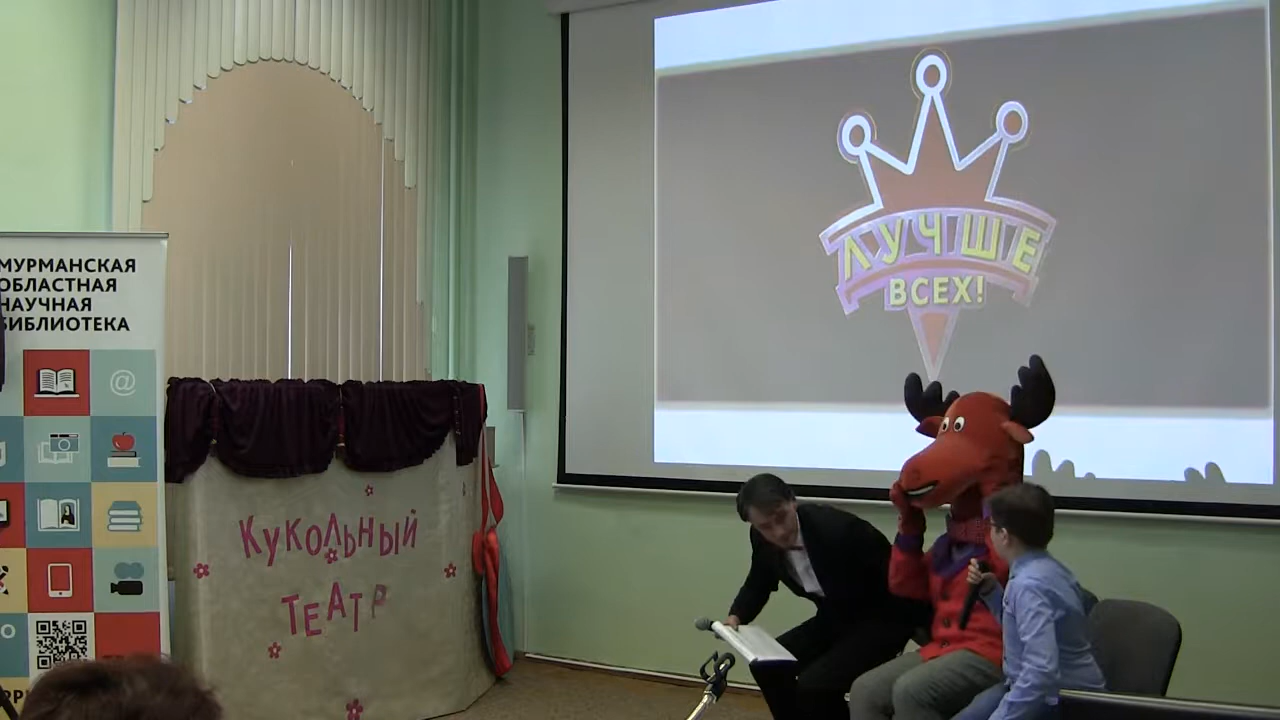 МУРМАНСКАЯ
ОБЛАСТНАЯ
НАУЧНАЯ
БИБЛИОТЕКА
@
КУКОЛЬНЫЙ
ТЕАТР
ЛУЧШЕ
ВСЕХ!